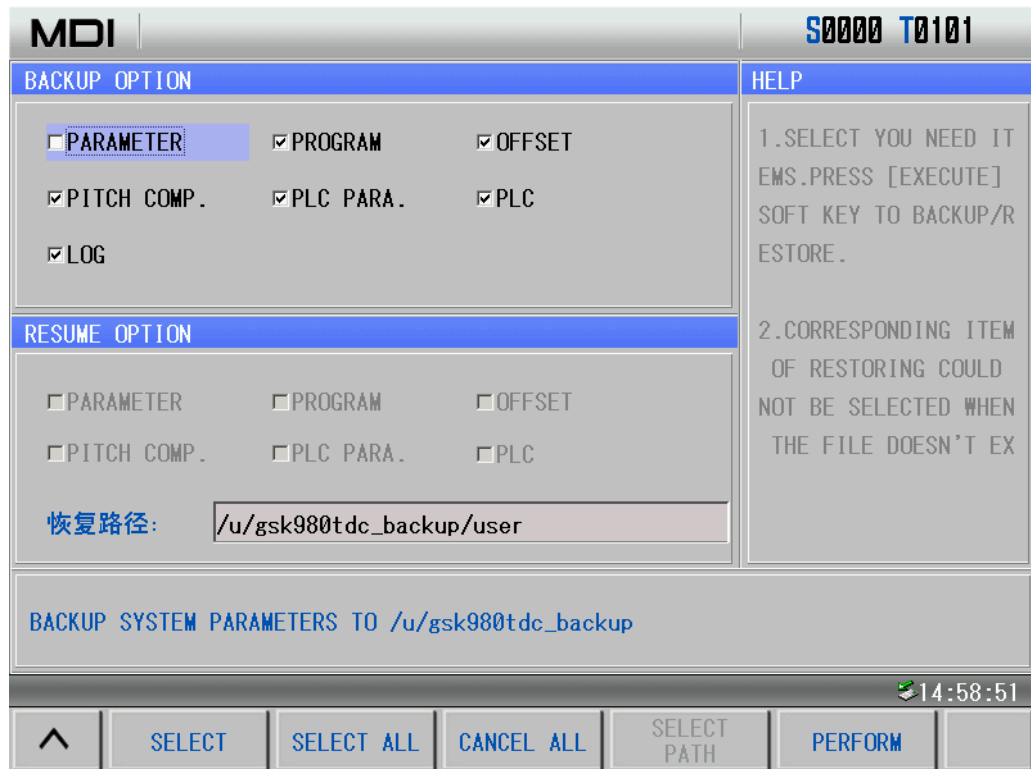 MDI
S0000 T0101
BACKUP OPTION
PARAMETER PROGRAM OFFSET
PITCH COMP. PLC PARA. PLC
LOG
RESUME OPTION
PARAMETER PROGRAM OFFSET
PITCH COMP. PLC PARA. PLC
恢复路径: /u/gsk980tdc_backup/user
HELP
1.SELECT YOU NEED IT
EMS.PRESS [EXECUTE]
SOFT KEY TO BACKUP/R
ESTORE.
2.CORRESPONDING ITEM
OF RESTORING COULD
NOT BE SELECTED WHEN
THE FILE DOESN'T EX
BACKUP SYSTEM PARAMETERS TO /u/gsk980tdc_backup
14:58:51
SELECT
SELECT ALL
CANCEL ALL
SELECT
PATH
PERFORM